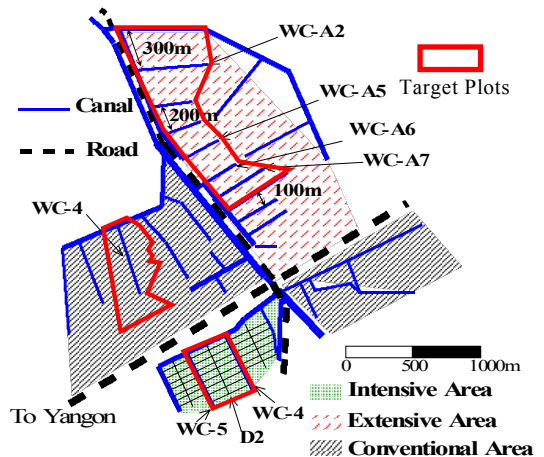 WC-A2
300m
Target Plots
Canal
WC-A5
200m
Road
WC-A6
WC-A7
100m
WC-4
0 500 1000m
Intensive Area
To Yangon
WC-4
WC-5
Extensive Area
D2
Conventional Area